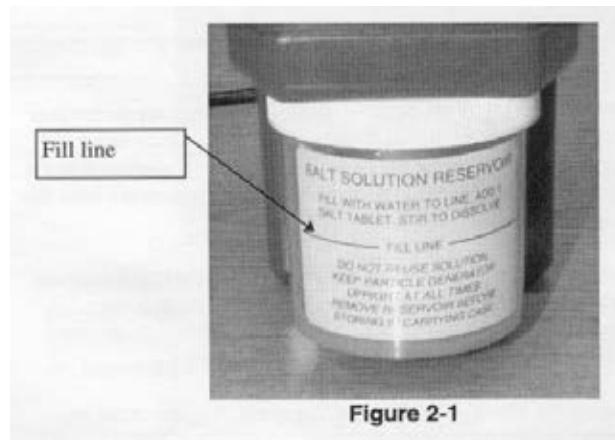 Fill line
SALT SOLUTION RESERVOIR
FILL WITH WATER TO LINE. ADD 1
SALT TABLET. STIR TO DISSOLVE
FILL LINE
DO NOT REUSE SOLUTION
KEEP PARTICLE GENERATOR
UPRIGHT AT ALL TIMES
REMOVE RESERVOIR BEFORE
STORING IN CARRYING CASE
Figure 2-1